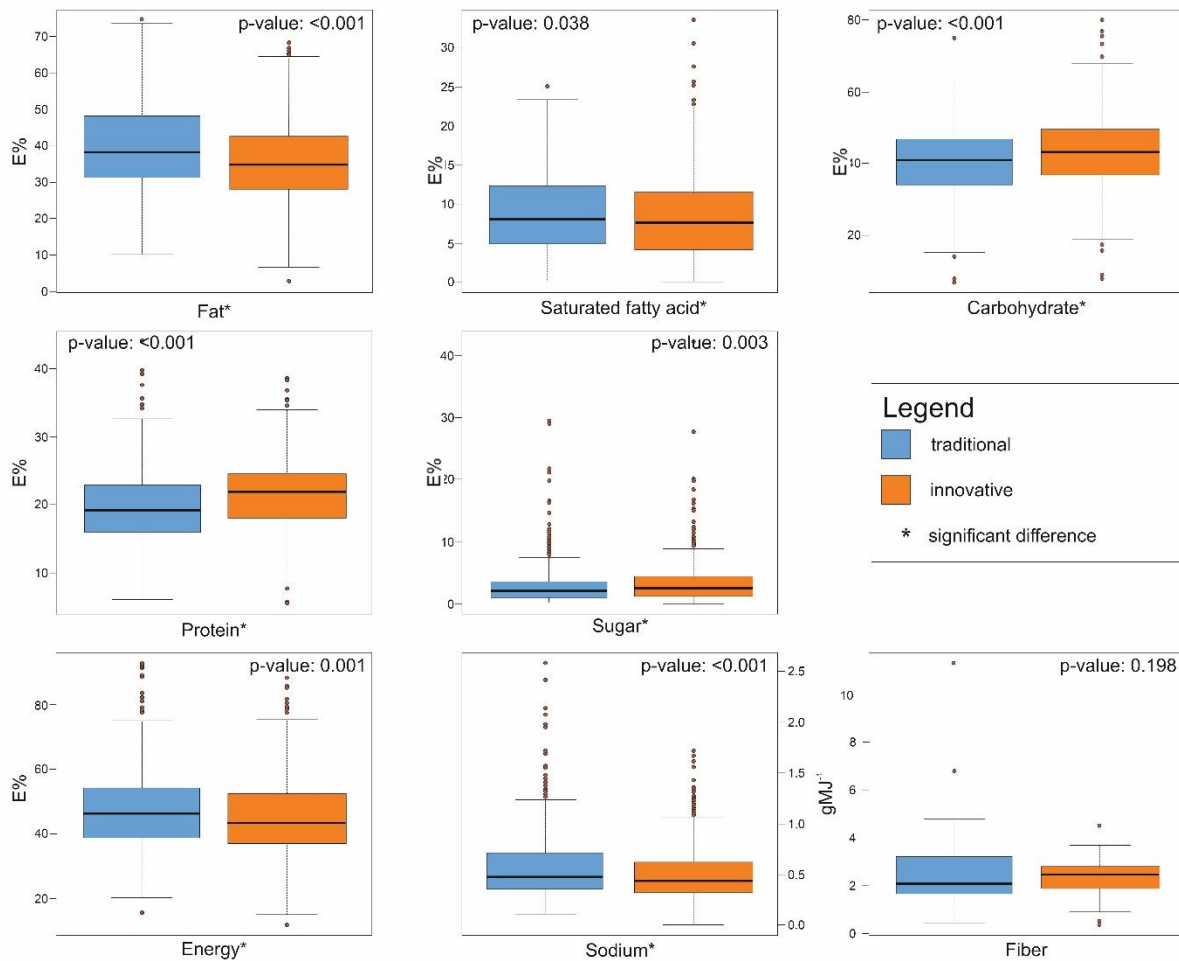 p-value: <0.001
70
60
50
40
30
20
10
0
E%
Fat*
p-value: 0.038
30
25
20
15
10
5
0
E%
Saturated fatty acid*
p-value: <0.001
80
60
40
20
E%
Carbohydrate*
p-value: <0.001
40
30
20
10
Protein*
p-value: 0.003
40
20
10
0
E%
Sugar*
Legend
traditional
innovative
* significant difference
p-value: 0.001
80
60
40
20
E%
Energy*
p-value: <0.001
2.5
2.0
1.5
1.0
0.5
0.0
Sodium*
p-value: 0.198
10
8
6
4
2
0
gMJ⁻¹
Fiber